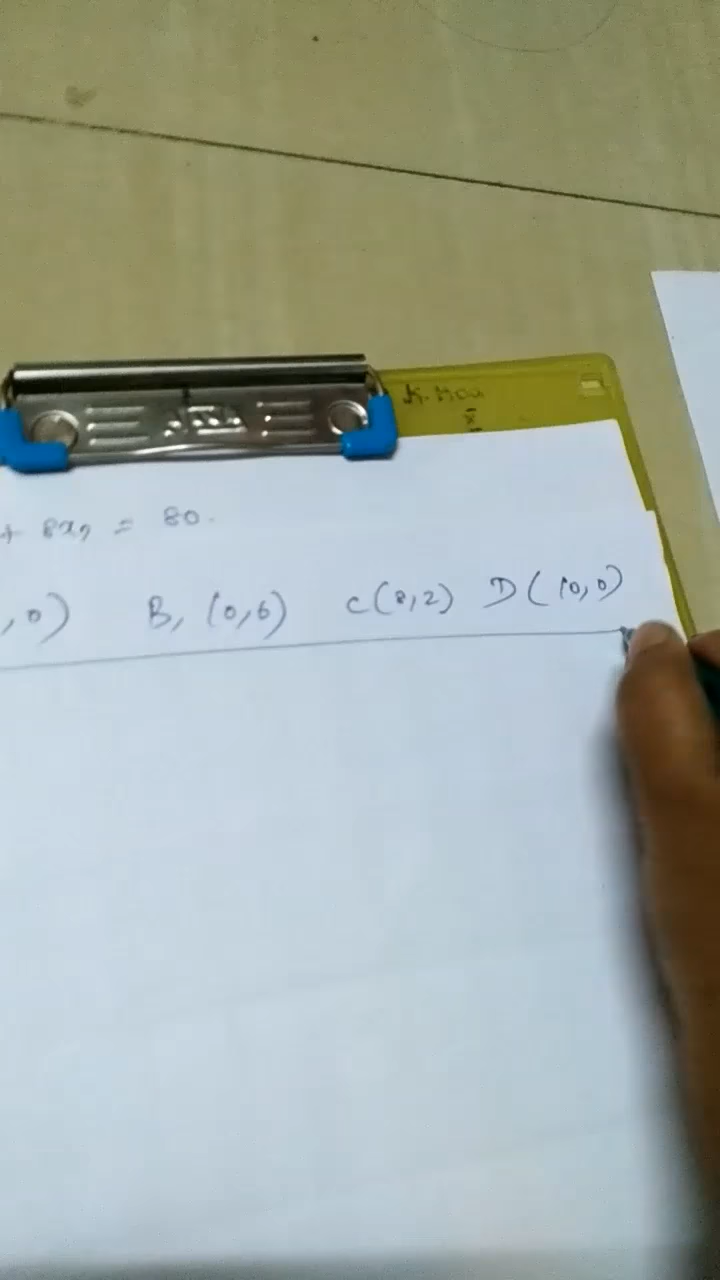 + 8x₂ = 80.
,0) B, (0,6) C(8,2) D(10,0)